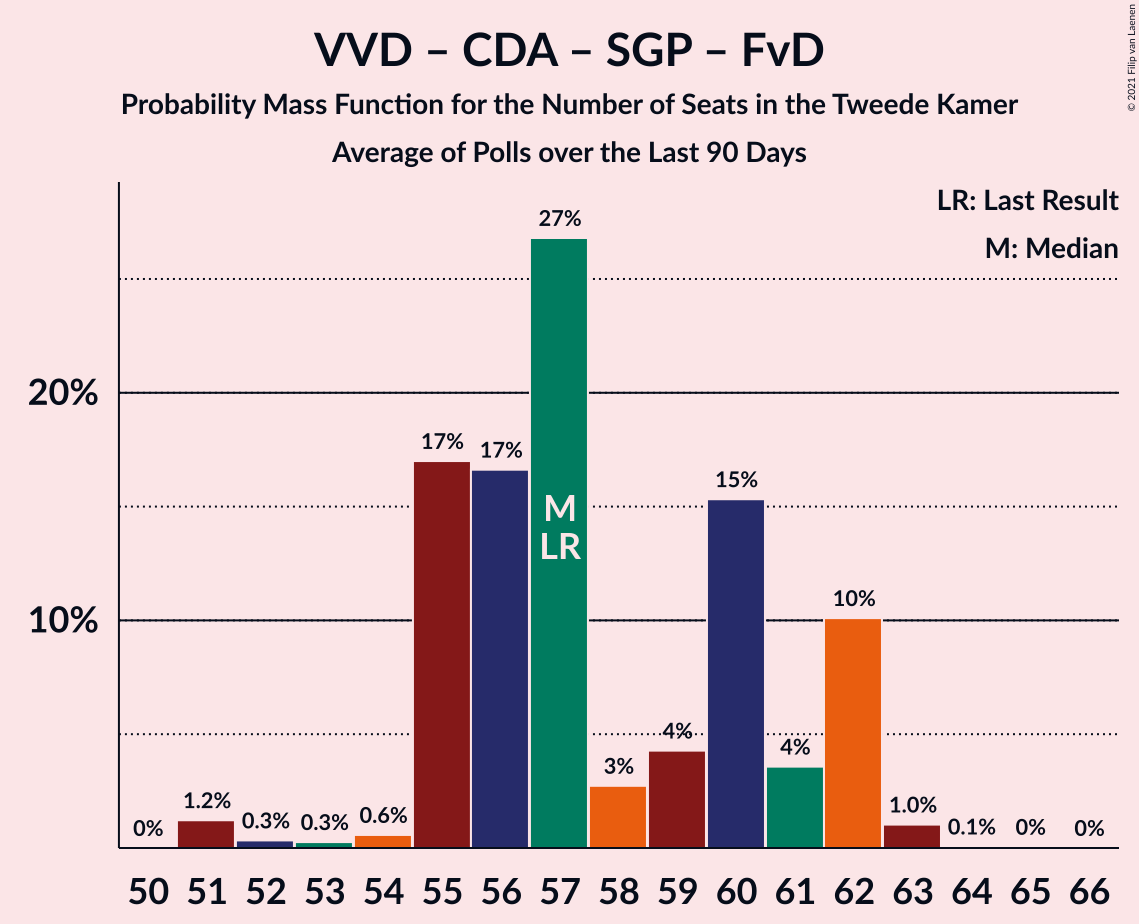 VVD – CDA – SGP – FvD
Probability Mass Function for the Number of Seats in the Tweede Kamer
Average of Polls over the Last 90 Days
© 2021 Filip van Laenen
LR: Last Result
M: Median
27%
20%
17%
17%
M
LR
15%
10%
10%
4%
4%
3%
1.2%
0.3%
0.3%
0.6%
1.0%
0%
0.1%
0%
0%
50 51 52 53 54 55 56 57 58 59 60 61 62 63 64 65 66